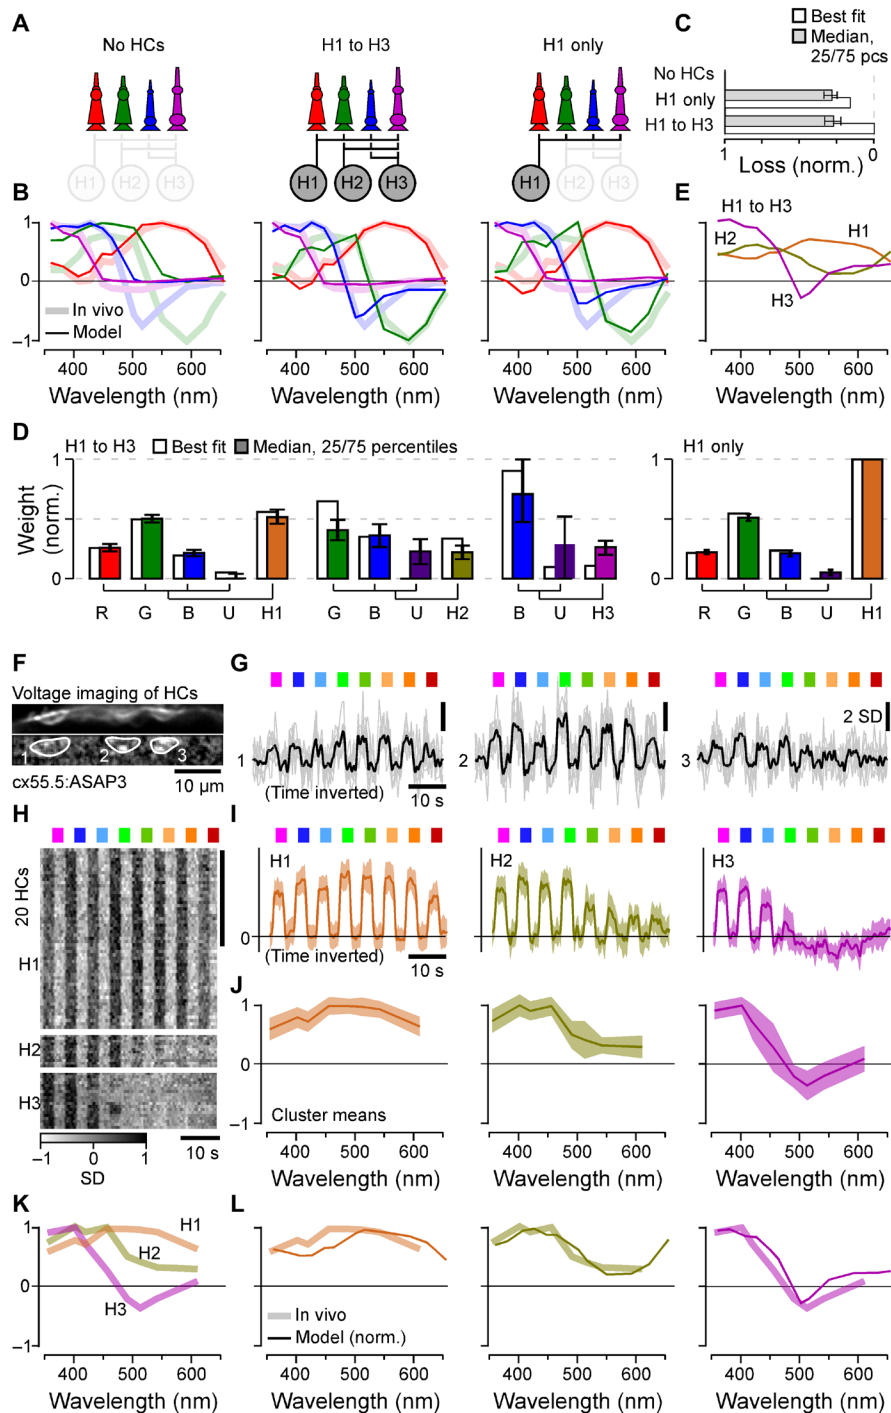 A
No HCs
H1 to H3
H1 only
H1
H2
H3
H1
H2
H3
H1
H2
H3
C
Best fit
Median,
25/75 pcs
No HCs
H1 only
H1 to H3
1
0
Loss (norm.)
B
1
0
−1
In vivo
Model
400
500
600
Wavelength (nm)
400
500
600
Wavelength (nm)
400
500
600
Wavelength (nm)
E
H1 to H3
H2
H1
H3
400
500
600
Wavelength (nm)
D
H1 to H3
Best fit
Median, 25/75 percentiles
H1 only
Weight
(norm.)
1
0
R G B U H1
G B U H2
B U H3
1
0
R G B U H1
F
Voltage imaging of HCs
1
2
3
cx55.5:ASAP3
10 µm
G
1
(Time inverted)
10 s
2
3
2 SD
H
20 HCs
H1
H2
H3
−1 0 1
SD
10 s
I
H1
0
(Time inverted)
10 s
H2
H3
J
1
0
−1
Cluster means
400
500
600
Wavelength (nm)
400
500
600
Wavelength (nm)
400
500
600
Wavelength (nm)
K
1
0
−1
H1
H2
H3
400
500
600
Wavelength (nm)
L
In vivo
Model (norm.)
400
500
600
Wavelength (nm)
400
500
600
Wavelength (nm)
400
500
600
Wavelength (nm)